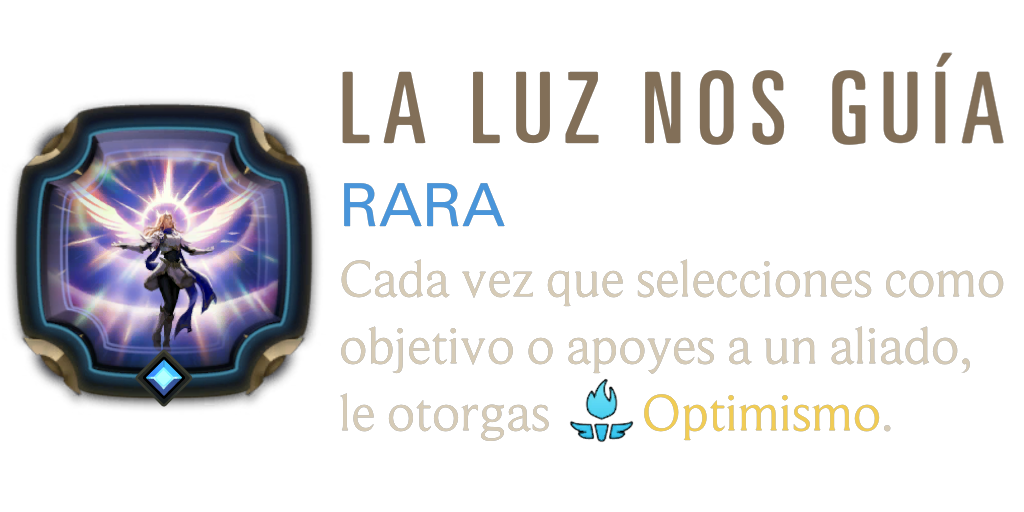 LA LUZ NOS GUÍA
RARA
Cada vez que selecciones como
objetivo o apoyes a un aliado,
le otorgas Optimismo.